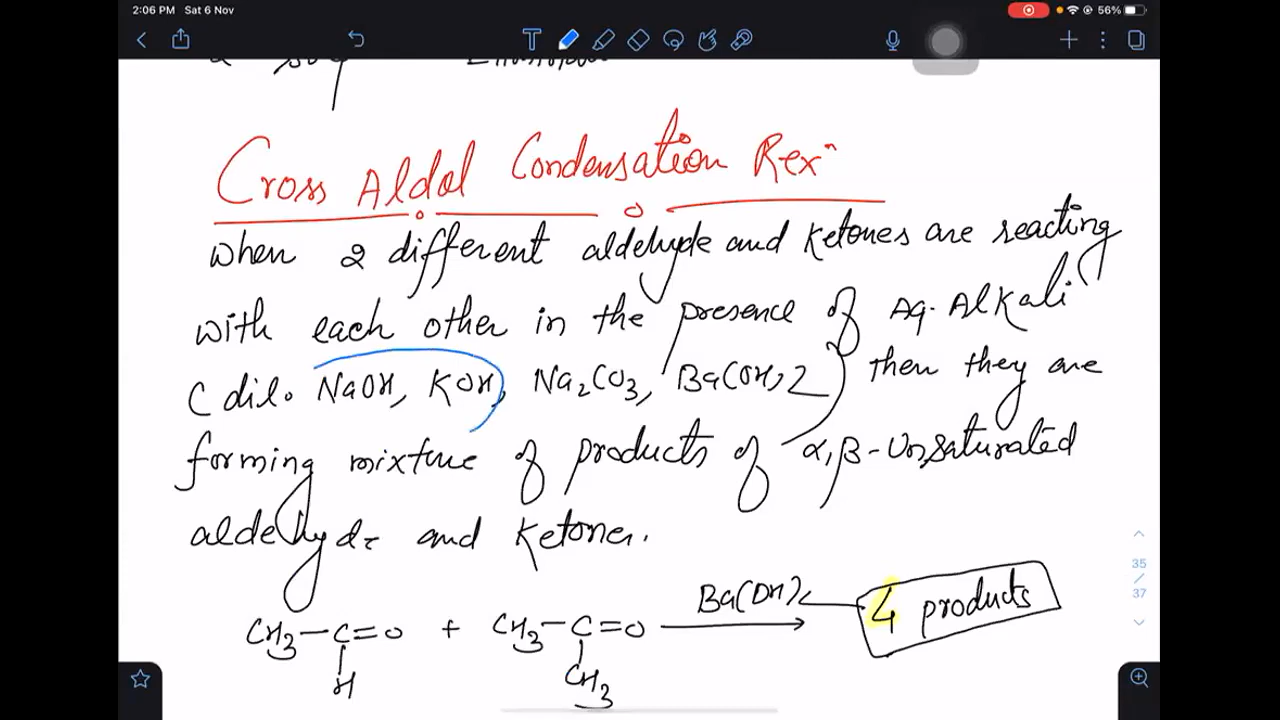 2:06 PM Sat 6 Nov 56%
Cross Aldol Condensation Rexn
When 2 different aldehyde and Ketones are reacting
with each other in the presence of Aq. Alkali
C dil. NaOH, KOH, Na2CO3, Ba(OH)2 then they are
forming mixture of products of α,β-Unsaturated
aldehyde and Ketone.
35
/
37
Ba(OH)2
4 products
CH3-C=O + CH3-C=O
H CH3